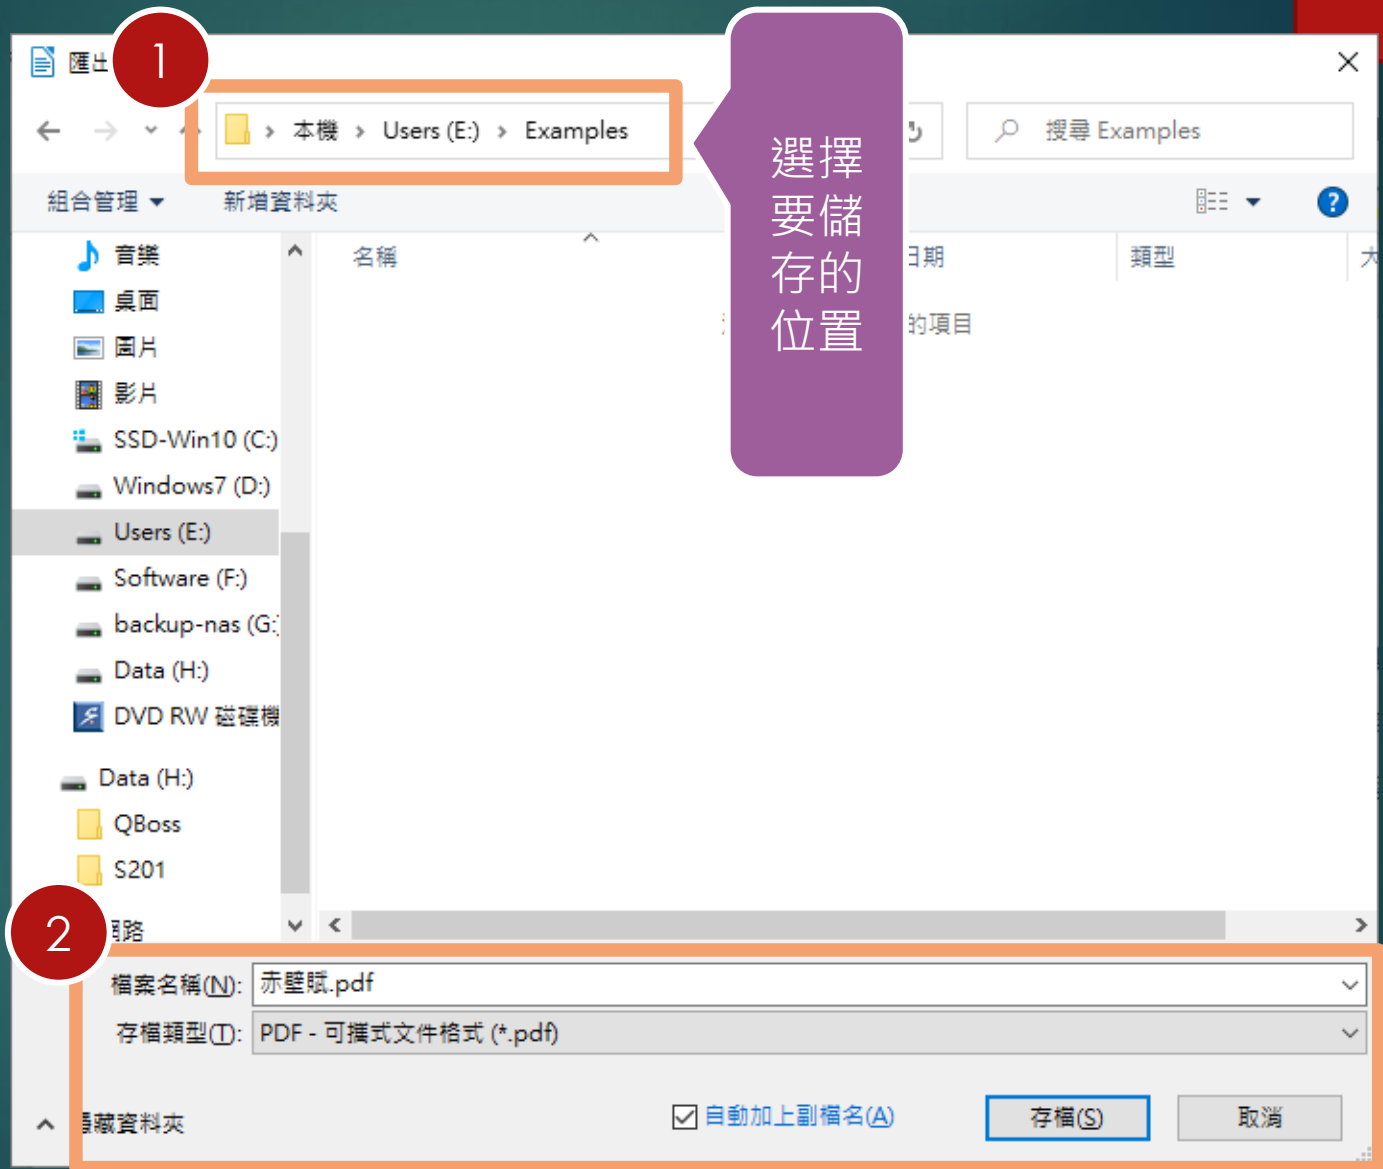 1
匯出
本機 › Users (E:) › Examples
搜尋 Examples
選擇
要儲
存的
位置
組合管理
新增資料夾
名稱
日期
類型
音樂
桌面
圖片
影片
SSD-Win10 (C:)
Windows7 (D:)
Users (E:)
Software (F:)
backup-nas (G:
Data (H:)
DVD RW 磁碟機
Data (H:)
QBoss
S201
網路
的項目
2
檔案名稱(N): 赤壁賦.pdf
存檔類型(T): PDF - 可攜式文件格式 (*.pdf)
隱藏資料夾
自動加上副檔名(A)
存檔(S)
取消